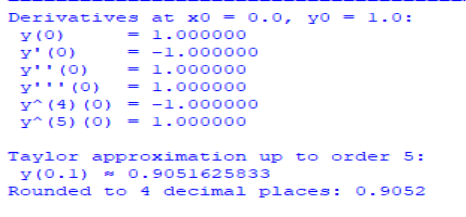 Derivatives at x0 = 0.0, y0 = 1.0:
y(0) = 1.000000
y'(0) = -1.000000
y''(0) = 1.000000
y'''(0) = 1.000000
y^(4)(0) = -1.000000
y^(5)(0) = 1.000000
Taylor approximation up to order 5:
y(0.1) ≈ 0.9051625833
Rounded to 4 decimal places: 0.9052